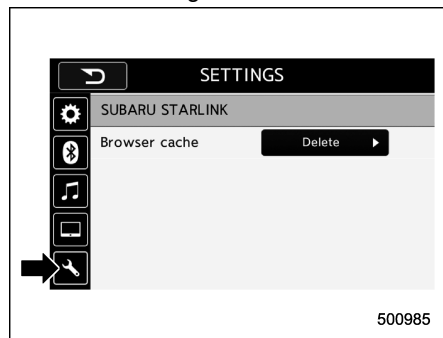 SETTINGS
SUBARU STARLINK
Browser cache
Delete
500985